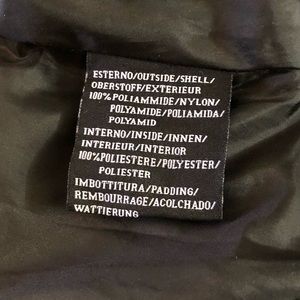 ESTERNO/OUTSIDE/SHELL/
OBERSTOFF/EXTERIEUR
100%POLIAMMIDE/NYLON/
POLYAMIDE/POLIAMIDA/
POLYAMID
INTERNO/INSIDE/INNEN/
INTERIEUR/INTERIOR
100%POLIESTERE/POLYESTER/
POLIESTER
IMBOTTITURA/PADDING/
REMBOURRAGE/ACOLCHADO/
WATTIERUNG